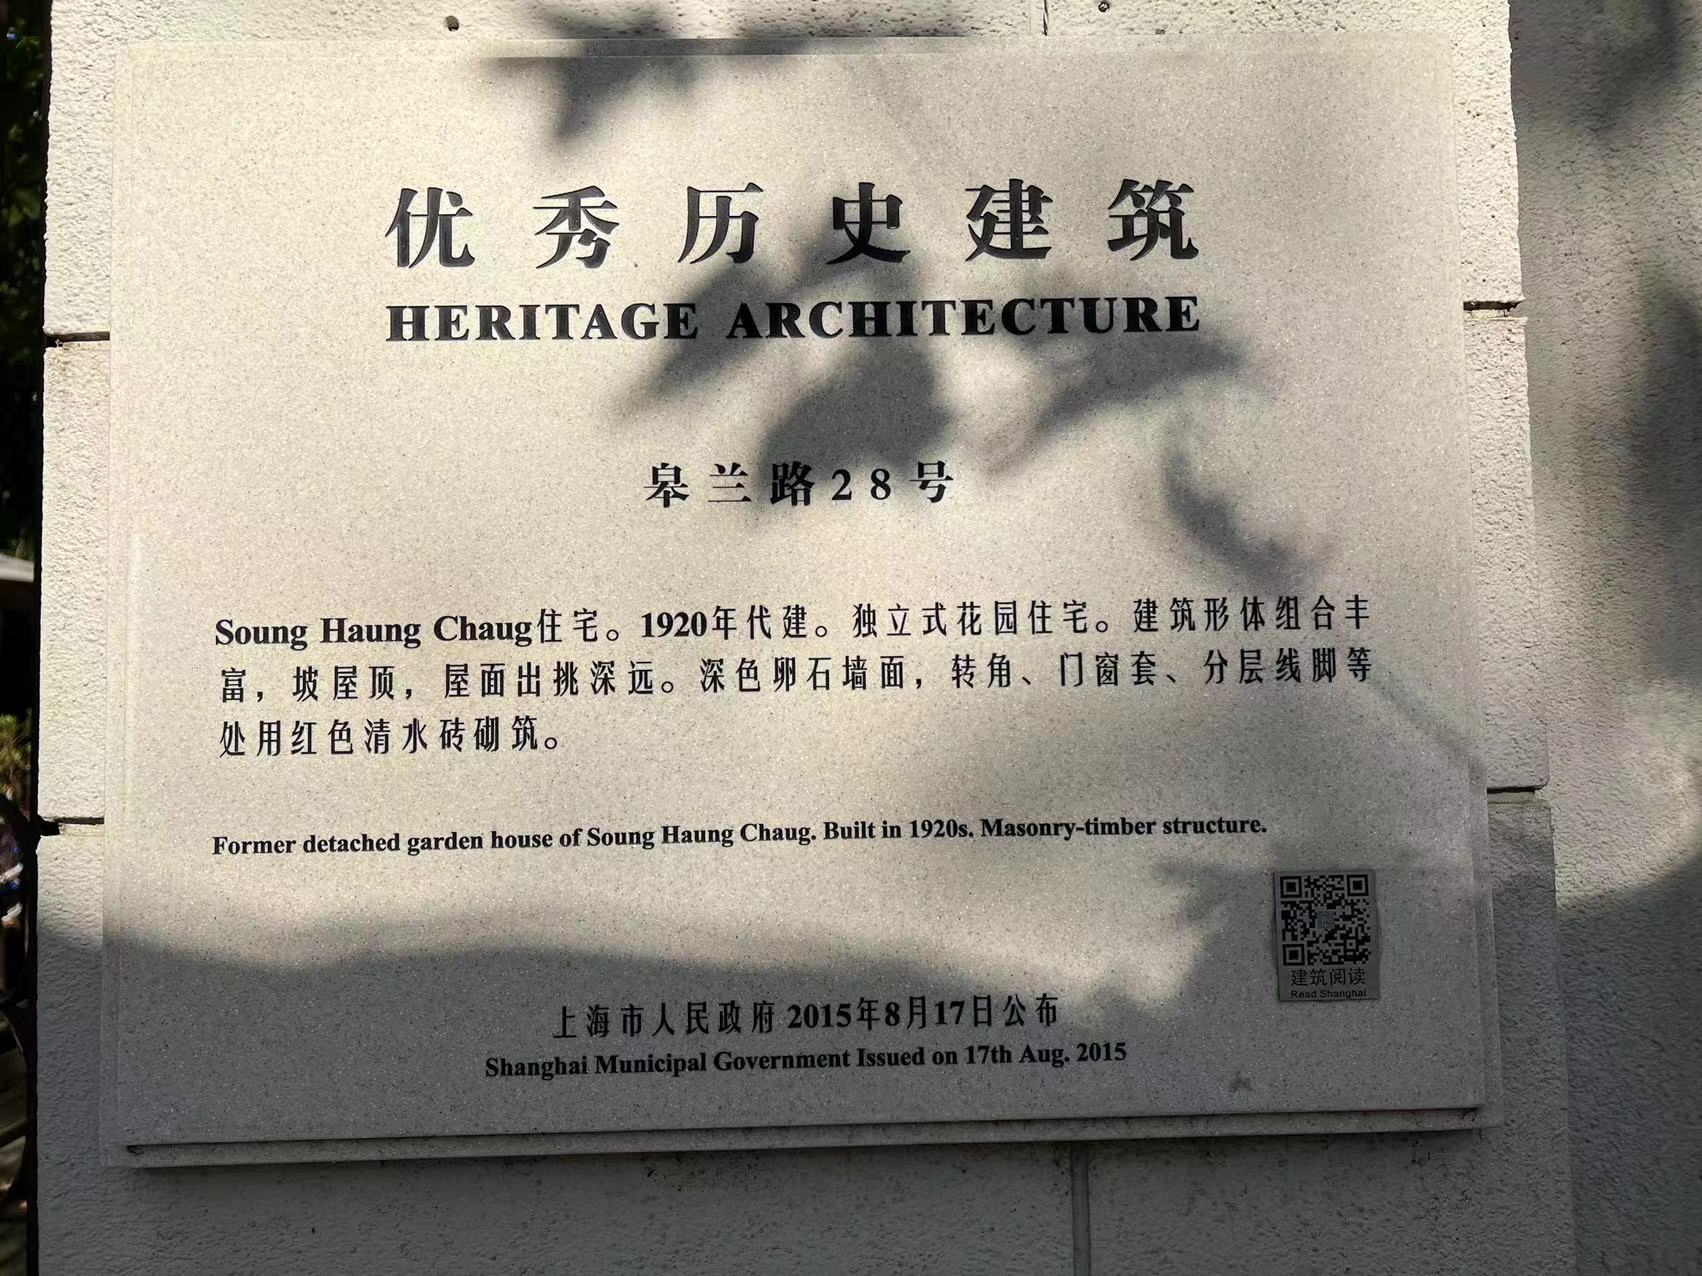 优秀历史建筑
HERITAGE ARCHITECTURE
皋兰路28号
Soung Haung Chaug住宅。1920年代建。独立式花园住宅。建筑形体组合丰
富，坡屋顶，屋面出挑深远。深色卵石墙面，转角、门窗套、分层线脚等
处用红色清水砖砌筑。
Former detached garden house of Soung Haung Chaug. Built in 1920s. Masonry-timber structure.
建筑阅读
Read Shanghai
上海市人民政府 2015年8月17日公布
Shanghai Municipal Government Issued on 17th Aug. 2015